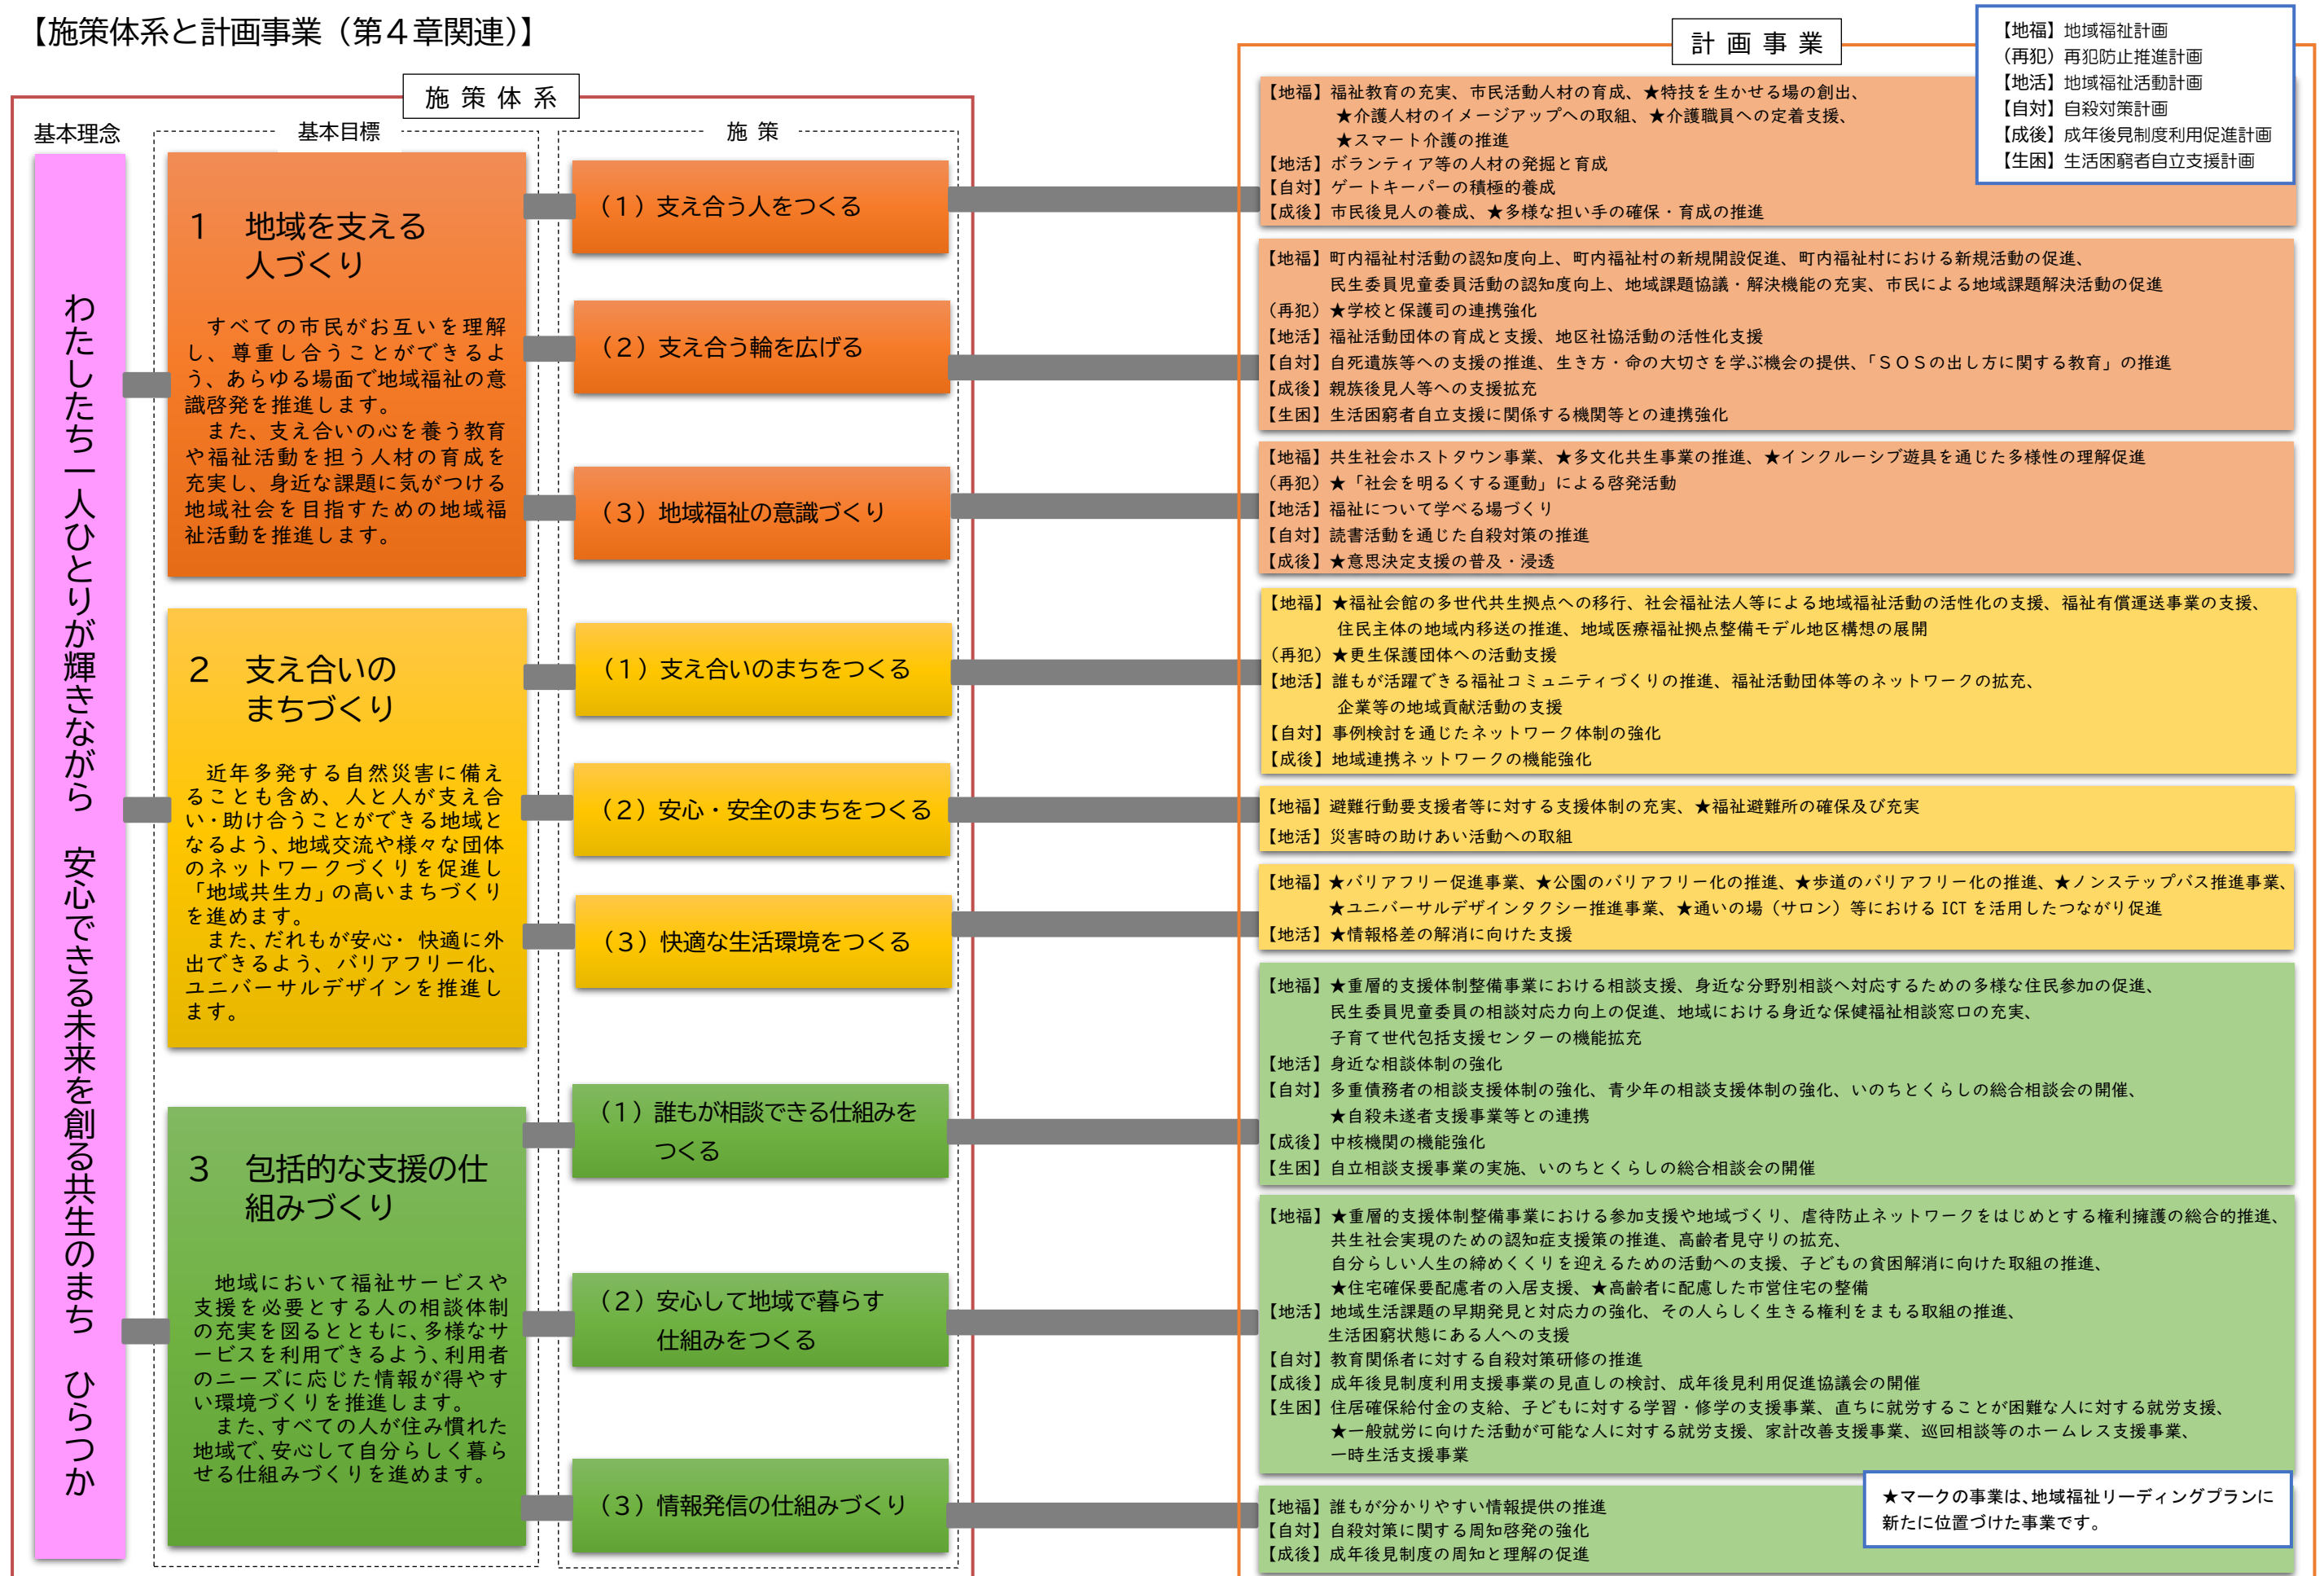 【施策体系と計画事業（第４章関連）】
施 策 体 系
基本理念
基本目標
施 策
わたしたち一人ひとりが輝きながら　安心できる未来を創る共生のまち　ひらつか
１　地域を支える
人づくり
すべての市民がお互いを理解
し、尊重し合うことができるよ
う、あらゆる場面で地域福祉の意
識啓発を推進します。
また、支え合いの心を養う教育
や福祉活動を担う人材の育成を
充実し、身近な課題に気がつける
地域社会を目指すための地域福
祉活動を推進します。
（１）支え合う人をつくる
（２）支え合う輪を広げる
（３）地域福祉の意識づくり
２　支え合いの
まちづくり
近年多発する自然災害に備え
ることも含め、人と人が支え合
い・助け合うことができる地域と
なるよう、地域交流や様々な団体
のネットワークづくりを促進し
「地域共生力」の高いまちづくり
を進めます。
また、だれもが安心・ 快適に外
出できるよう、バリアフリー化、
ユニバーサルデザインを推進し
ます。
（１）支え合いのまちをつくる
（２）安心・安全のまちをつくる
（３）快適な生活環境をつくる
３　包括的な支援の仕
組みづくり
地域において福祉サービスや
支援を必要とする人の相談体制
の充実を図るとともに、多様なサ
ービスを利用できるよう、利用者
のニーズに応じた情報が得やす
い環境づくりを推進します。
また、すべての人が住み慣れた
地域で、安心して自分らしく暮ら
せる仕組みづくりを進めます。
（１）誰もが相談できる仕組みを
つくる
（２）安心して地域で暮らす
仕組みをつくる
（３）情報発信の仕組みづくり
計 画 事 業
【地福】地域福祉計画
（再犯）再犯防止推進計画
【地活】地域福祉活動計画
【自対】自殺対策計画
【成後】成年後見制度利用促進計画
【生困】生活困窮者自立支援計画
【地福】福祉教育の充実、市民活動人材の育成、★特技を生かせる場の創出、
★介護人材のイメージアップへの取組、★介護職員への定着支援、
★スマート介護の推進
【地活】ボランティア等の人材の発掘と育成
【自対】ゲートキーパーの積極的養成
【成後】市民後見人の養成、★多様な担い手の確保・育成の推進
【地福】町内福祉村活動の認知度向上、町内福祉村の新規開設促進、町内福祉村における新規活動の促進、
民生委員児童委員活動の認知度向上、地域課題協議・解決機能の充実、市民による地域課題解決活動の促進
（再犯）★学校と保護司の連携強化
【地活】福祉活動団体の育成と支援、地区社協活動の活性化支援
【自対】自死遺族等への支援の推進、生き方・命の大切さを学ぶ機会の提供、「ＳＯＳの出し方に関する教育」の推進
【成後】親族後見人等への支援拡充
【生困】生活困窮者自立支援に関係する機関等との連携強化
【地福】共生社会ホストタウン事業、★多文化共生事業の推進、★インクルーシブ遊具を通じた多様性の理解促進
（再犯）★「社会を明るくする運動」による啓発活動
【地活】福祉について学べる場づくり
【自対】読書活動を通じた自殺対策の推進
【成後】★意思決定支援の普及・浸透
【地福】★福祉会館の多世代共生拠点への移行、社会福祉法人等による地域福祉活動の活性化の支援、福祉有償運送事業の支援、
住民主体の地域内移送の推進、地域医療福祉拠点整備モデル地区構想の展開
（再犯）★更生保護団体への活動支援
【地活】誰もが活躍できる福祉コミュニティづくりの推進、福祉活動団体等のネットワークの拡充、
企業等の地域貢献活動の支援
【自対】事例検討を通じたネットワーク体制の強化
【成後】地域連携ネットワークの機能強化
【地福】避難行動要支援者等に対する支援体制の充実、★福祉避難所の確保及び充実
【地活】災害時の助けあい活動への取組
【地福】★バリアフリー促進事業、★公園のバリアフリー化の推進、★歩道のバリアフリー化の推進、★ノンステップバス推進事業、
★ユニバーサルデザインタクシー推進事業、★通いの場（サロン）等における ICT を活用したつながり促進
【地活】★情報格差の解消に向けた支援
【地福】★重層的支援体制整備事業における相談支援、身近な分野別相談へ対応するための多様な住民参加の促進、
民生委員児童委員の相談対応力向上の促進、地域における身近な保健福祉相談窓口の充実、
子育て世代包括支援センターの機能拡充
【地活】身近な相談体制の強化
【自対】多重債務者の相談支援体制の強化、青少年の相談支援体制の強化、いのちとくらしの総合相談会の開催、
★自殺未遂者支援事業等との連携
【成後】中核機関の機能強化
【生困】自立相談支援事業の実施、いのちとくらしの総合相談会の開催
【地福】★重層的支援体制整備事業における参加支援や地域づくり、虐待防止ネットワークをはじめとする権利擁護の総合的推進、
共生社会実現のための認知症支援策の推進、高齢者見守りの拡充、
自分らしい人生の締めくくりを迎えるための活動への支援、子どもの貧困解消に向けた取組の推進、
★住宅確保要配慮者の入居支援、★高齢者に配慮した市営住宅の整備
【地活】地域生活課題の早期発見と対応力の強化、その人らしく生きる権利をまもる取組の推進、
生活困窮状態にある人への支援
【自対】教育関係者に対する自殺対策研修の推進
【成後】成年後見制度利用支援事業の見直しの検討、成年後見利用促進協議会の開催
【生困】住居確保給付金の支給、子どもに対する学習・修学の支援事業、直ちに就労することが困難な人に対する就労支援、
★一般就労に向けた活動が可能な人に対する就労支援、家計改善支援事業、巡回相談等のホームレス支援事業、
一時生活支援事業
【地福】誰もが分かりやすい情報提供の推進
【自対】自殺対策に関する周知啓発の強化
【成後】成年後見制度の周知と理解の促進
★マークの事業は、地域福祉リーディングプランに
新たに位置づけた事業です。